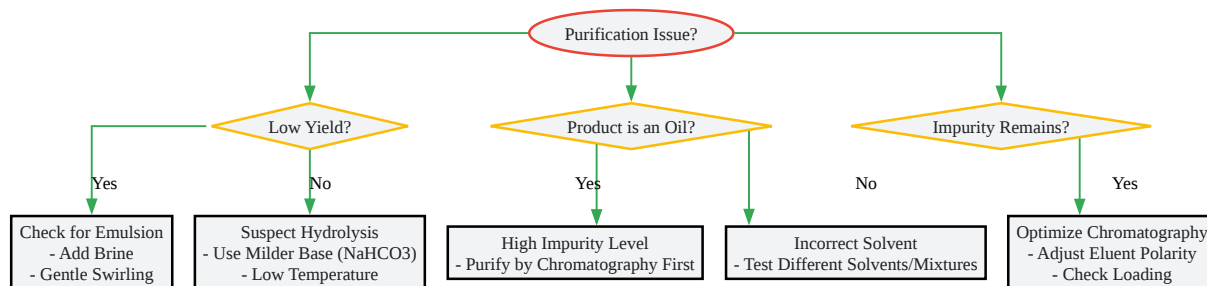 Purification Issue?
Low Yield?
Product is an Oil?
Impurity Remains?
Yes
No
Yes
No
Yes
Check for Emulsion
- Add Brine
- Gentle Swirling
Suspect Hydrolysis
- Use Milder Base (NaHCO3)
- Low Temperature
High Impurity Level
- Purify by Chromatography First
Incorrect Solvent
- Test Different Solvents/Mixtures
Optimize Chromatography
- Adjust Eluent Polarity
- Check Loading